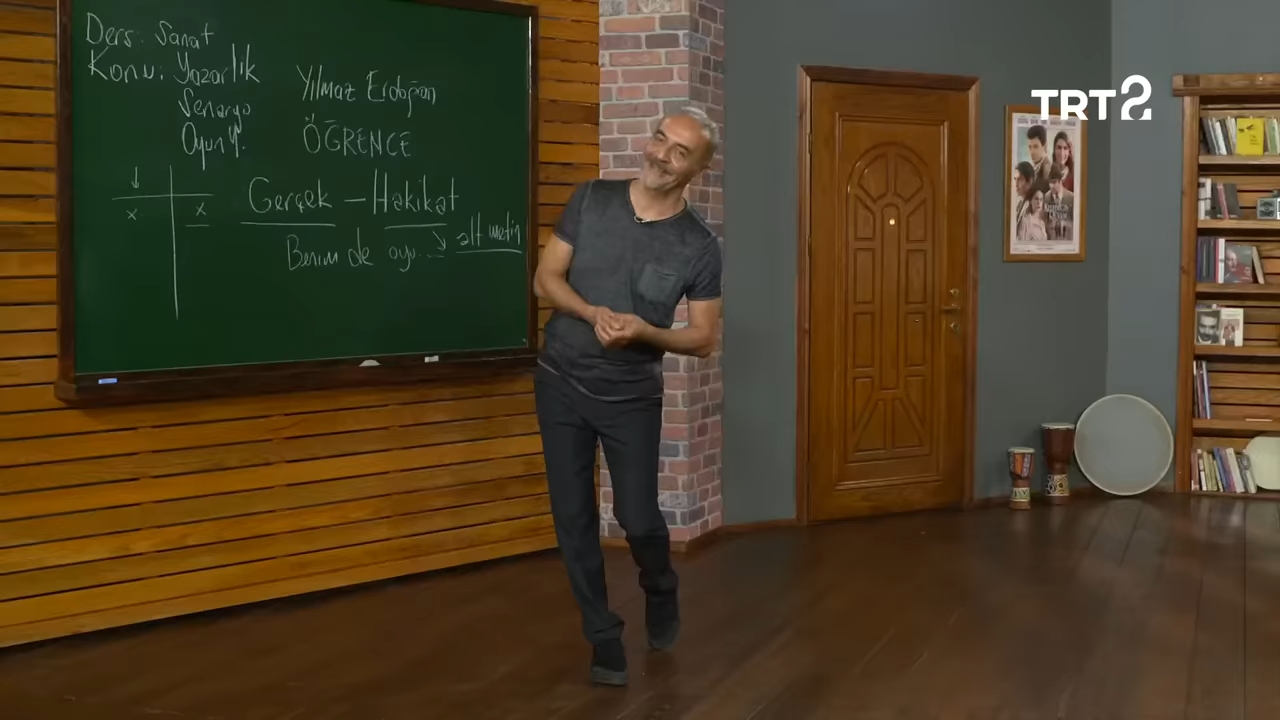 Ders: Sanat
Konu: Yazarlık
Senaryo
Oyun Y.
Yılmaz Erdoğan
ÖĞRENCE
x x
Gerçek – Hakikat
Benim de oyu... alt metin
TRT2